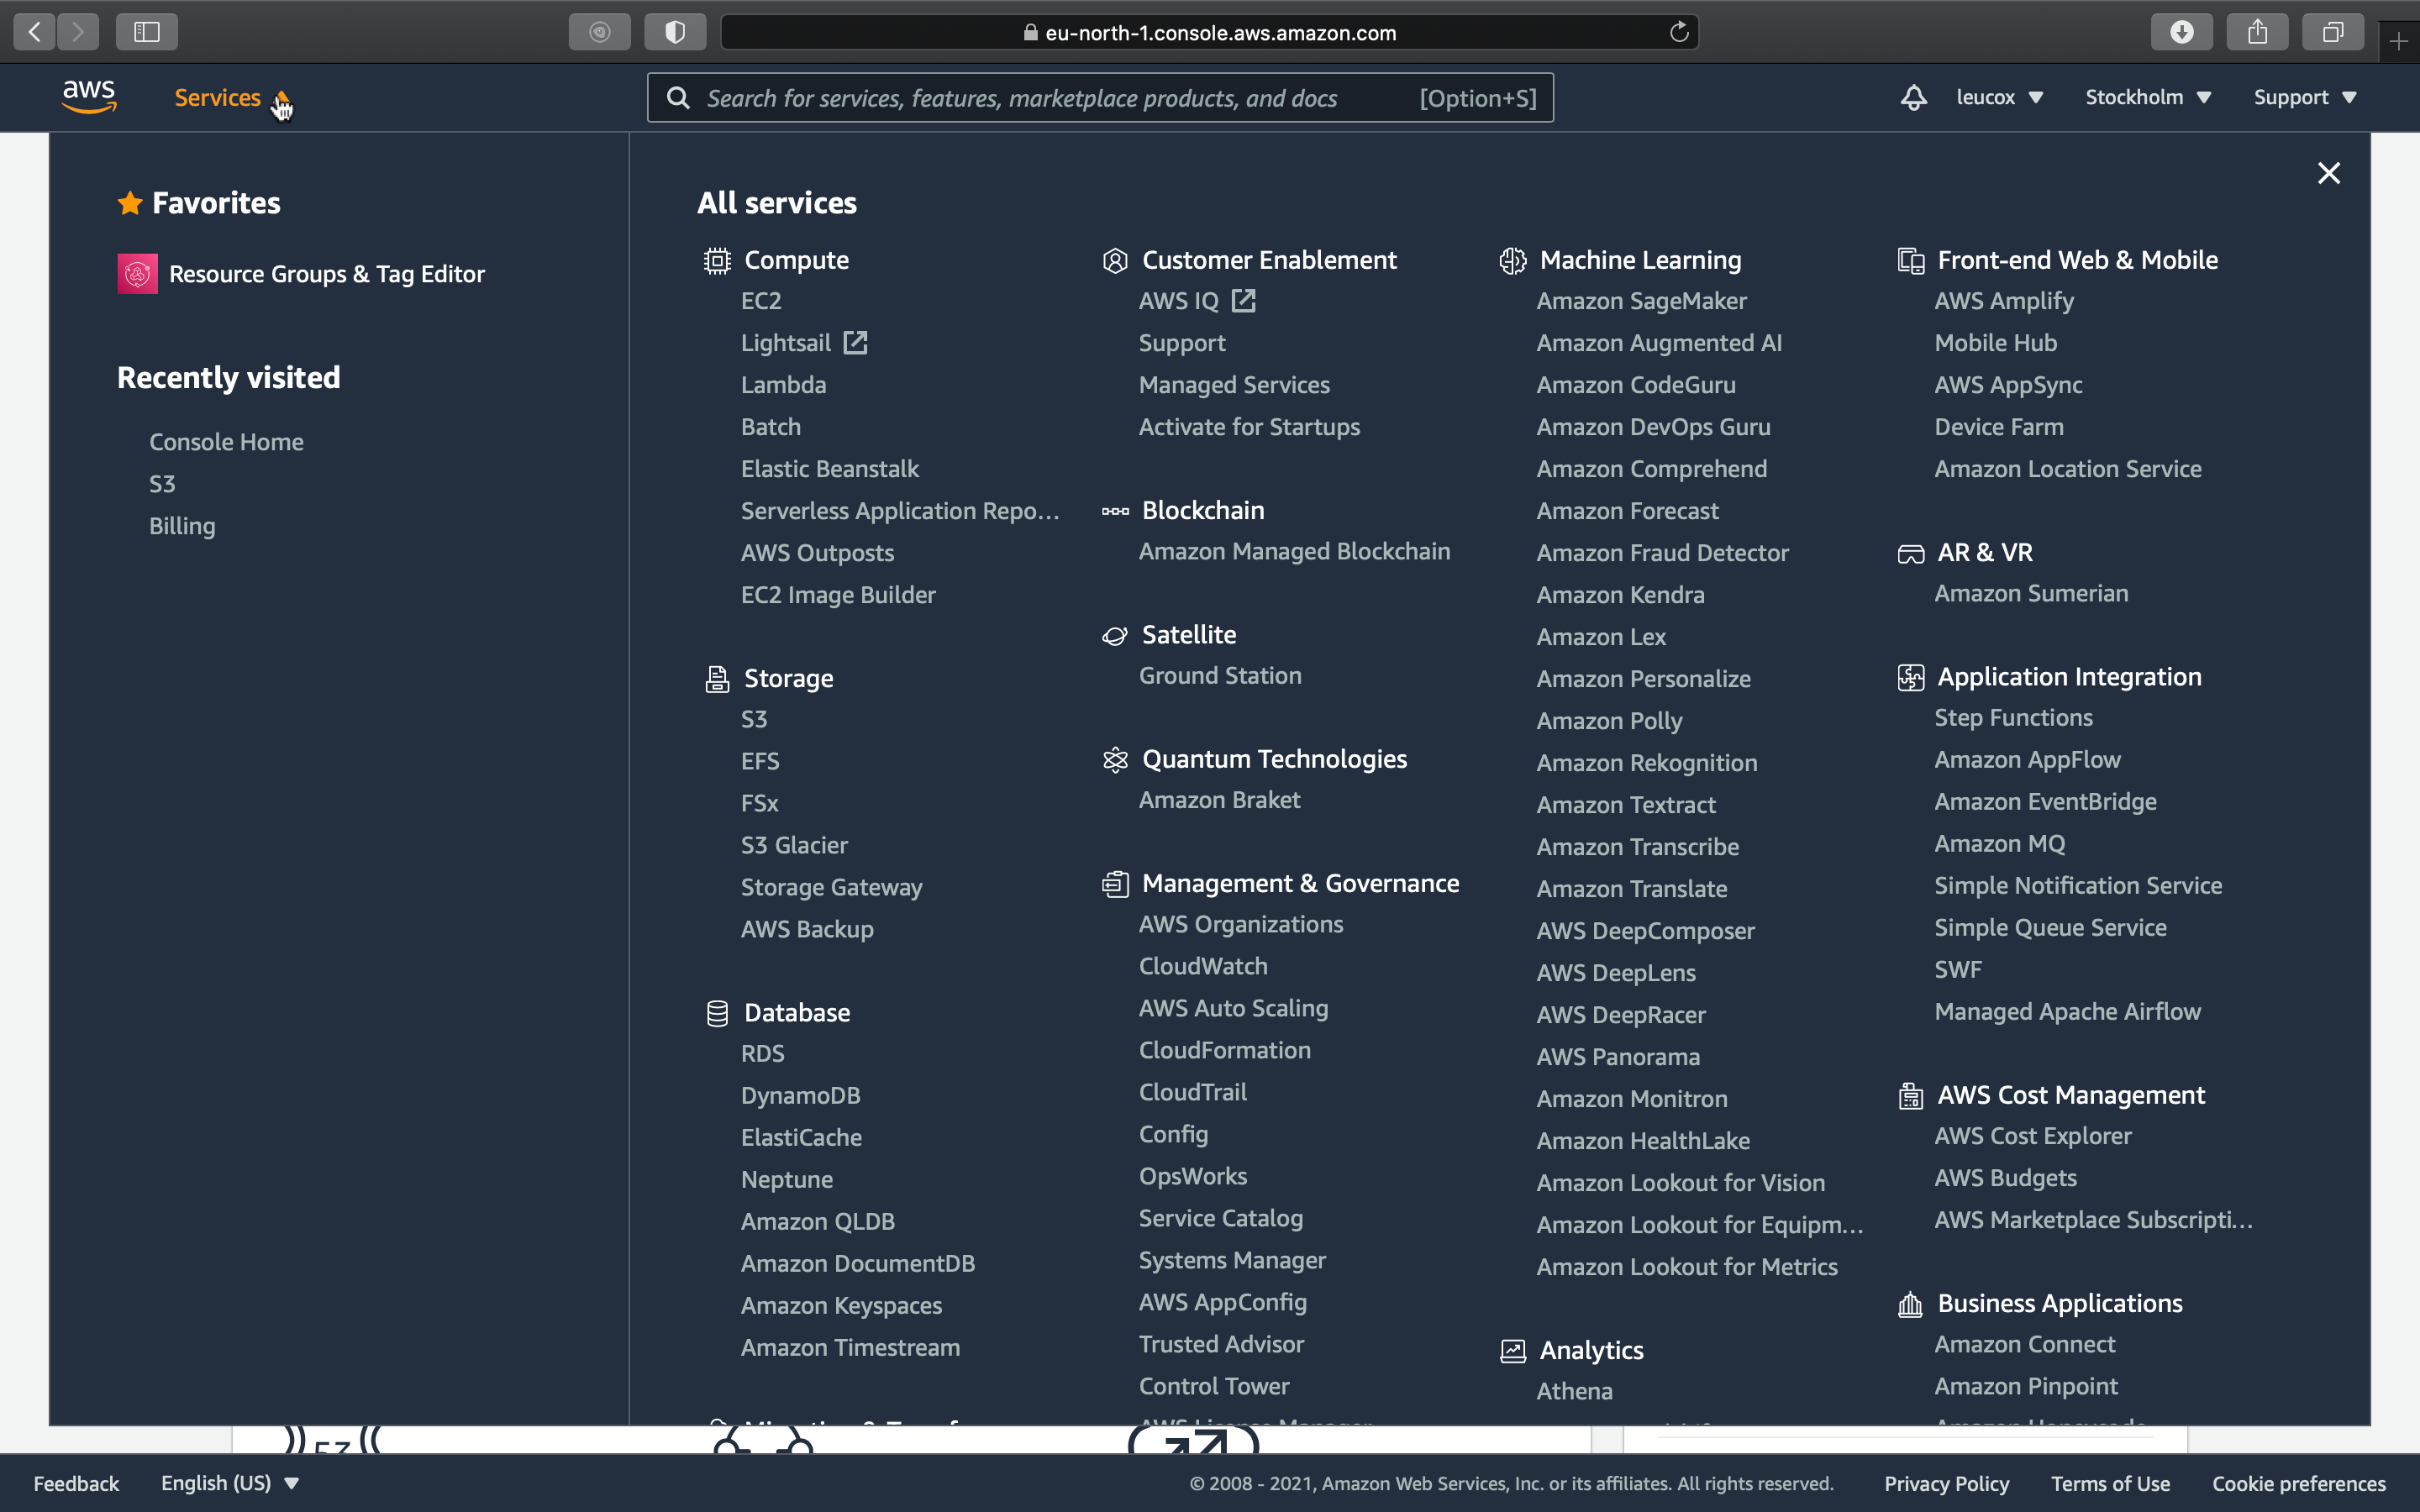 eu-north-1.console.aws.amazon.com
aws
Services
Search for services, features, marketplace products, and docs
[Option+S]
leucox
Stockholm
Support
Favorites
Resource Groups & Tag Editor
Recently visited
Console Home
S3
Billing
All services
Compute
EC2
Lightsail
Lambda
Batch
Elastic Beanstalk
Serverless Application Repo...
AWS Outposts
EC2 Image Builder
Storage
S3
EFS
FSx
S3 Glacier
Storage Gateway
AWS Backup
Database
RDS
DynamoDB
ElastiCache
Neptune
Amazon QLDB
Amazon DocumentDB
Amazon Keyspaces
Amazon Timestream
Customer Enablement
AWS IQ
Support
Managed Services
Activate for Startups
Blockchain
Amazon Managed Blockchain
Satellite
Ground Station
Quantum Technologies
Amazon Braket
Management & Governance
AWS Organizations
CloudWatch
AWS Auto Scaling
CloudFormation
CloudTrail
Config
OpsWorks
Service Catalog
Systems Manager
AWS AppConfig
Trusted Advisor
Control Tower
Machine Learning
Amazon SageMaker
Amazon Augmented AI
Amazon CodeGuru
Amazon DevOps Guru
Amazon Comprehend
Amazon Forecast
Amazon Fraud Detector
Amazon Kendra
Amazon Lex
Amazon Personalize
Amazon Polly
Amazon Rekognition
Amazon Textract
Amazon Transcribe
Amazon Translate
AWS DeepComposer
AWS DeepLens
AWS DeepRacer
AWS Panorama
Amazon Monitron
Amazon HealthLake
Amazon Lookout for Vision
Amazon Lookout for Equipm...
Amazon Lookout for Metrics
Analytics
Athena
Front-end Web & Mobile
AWS Amplify
Mobile Hub
AWS AppSync
Device Farm
Amazon Location Service
AR & VR
Amazon Sumerian
Application Integration
Step Functions
Amazon AppFlow
Amazon EventBridge
Amazon MQ
Simple Notification Service
Simple Queue Service
SWF
Managed Apache Airflow
AWS Cost Management
AWS Cost Explorer
AWS Budgets
AWS Marketplace Subscripti...
Business Applications
Amazon Connect
Amazon Pinpoint
Feedback
English (US)
© 2008 - 2021, Amazon Web Services, Inc. or its affiliates. All rights reserved.
Privacy Policy
Terms of Use
Cookie preferences